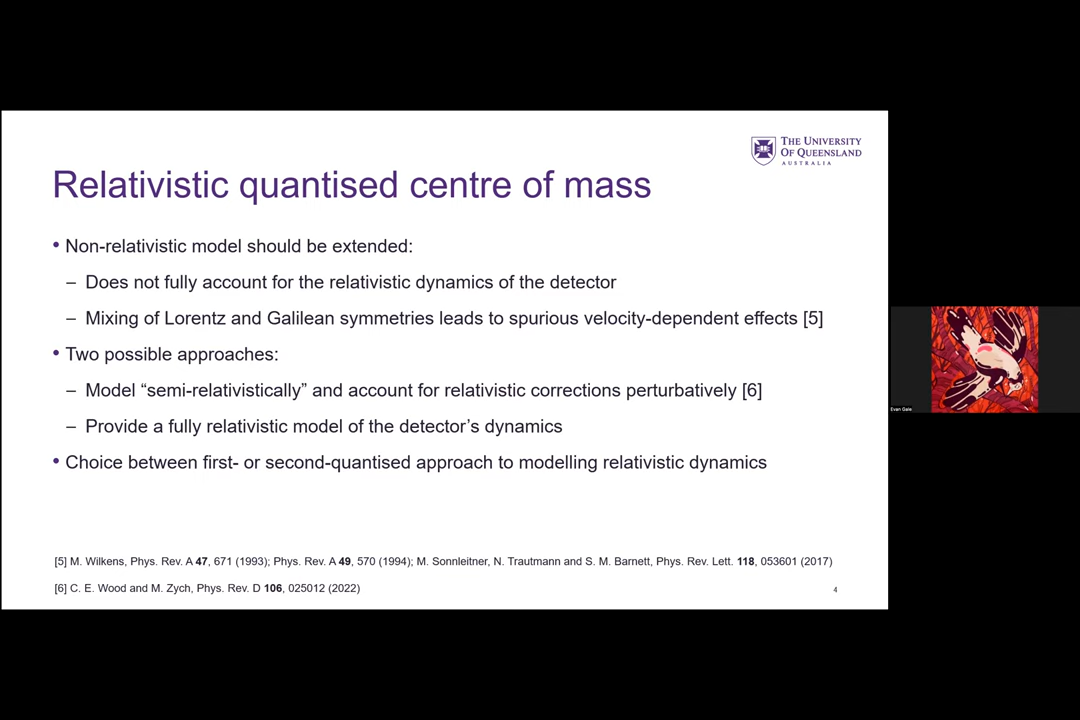 THE UNIVERSITY
OF QUEENSLAND
AUSTRALIA
Relativistic quantised centre of mass
• Non-relativistic model should be extended:
– Does not fully account for the relativistic dynamics of the detector
– Mixing of Lorentz and Galilean symmetries leads to spurious velocity-dependent effects [5]
• Two possible approaches:
– Model “semi-relativistically” and account for relativistic corrections perturbatively [6]
– Provide a fully relativistic model of the detector’s dynamics
• Choice between first- or second-quantised approach to modelling relativistic dynamics
[5] M. Wilkens, Phys. Rev. A 47, 671 (1993); Phys. Rev. A 49, 570 (1994); M. Sonnleitner, N. Trautmann and S. M. Barnett, Phys. Rev. Lett. 118, 053601 (2017)
[6] C. E. Wood and M. Zych, Phys. Rev. D 106, 025012 (2022)
4
Evan Gale